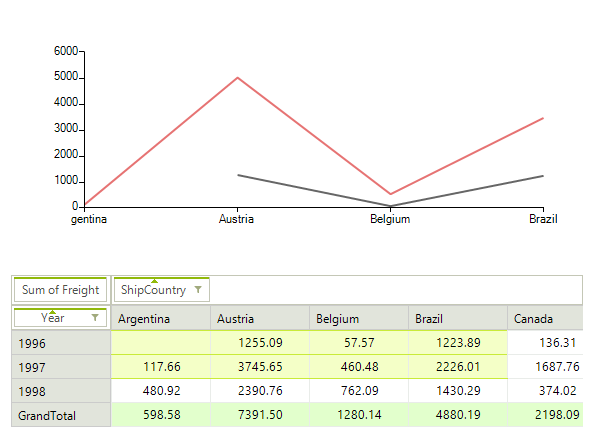 6000
5000
4000
3000
2000
1000
0
gentina Austria Belgium Brazil
Sum of Freight ShipCountry
Year Argentina Austria Belgium Brazil Canada
1996 1255.09 57.57 1223.89 136.31
1997 117.66 3745.65 460.48 2226.01 1687.76
1998 480.92 2390.76 762.09 1430.29 374.02
GrandTotal 598.58 7391.50 1280.14 4880.19 2198.09